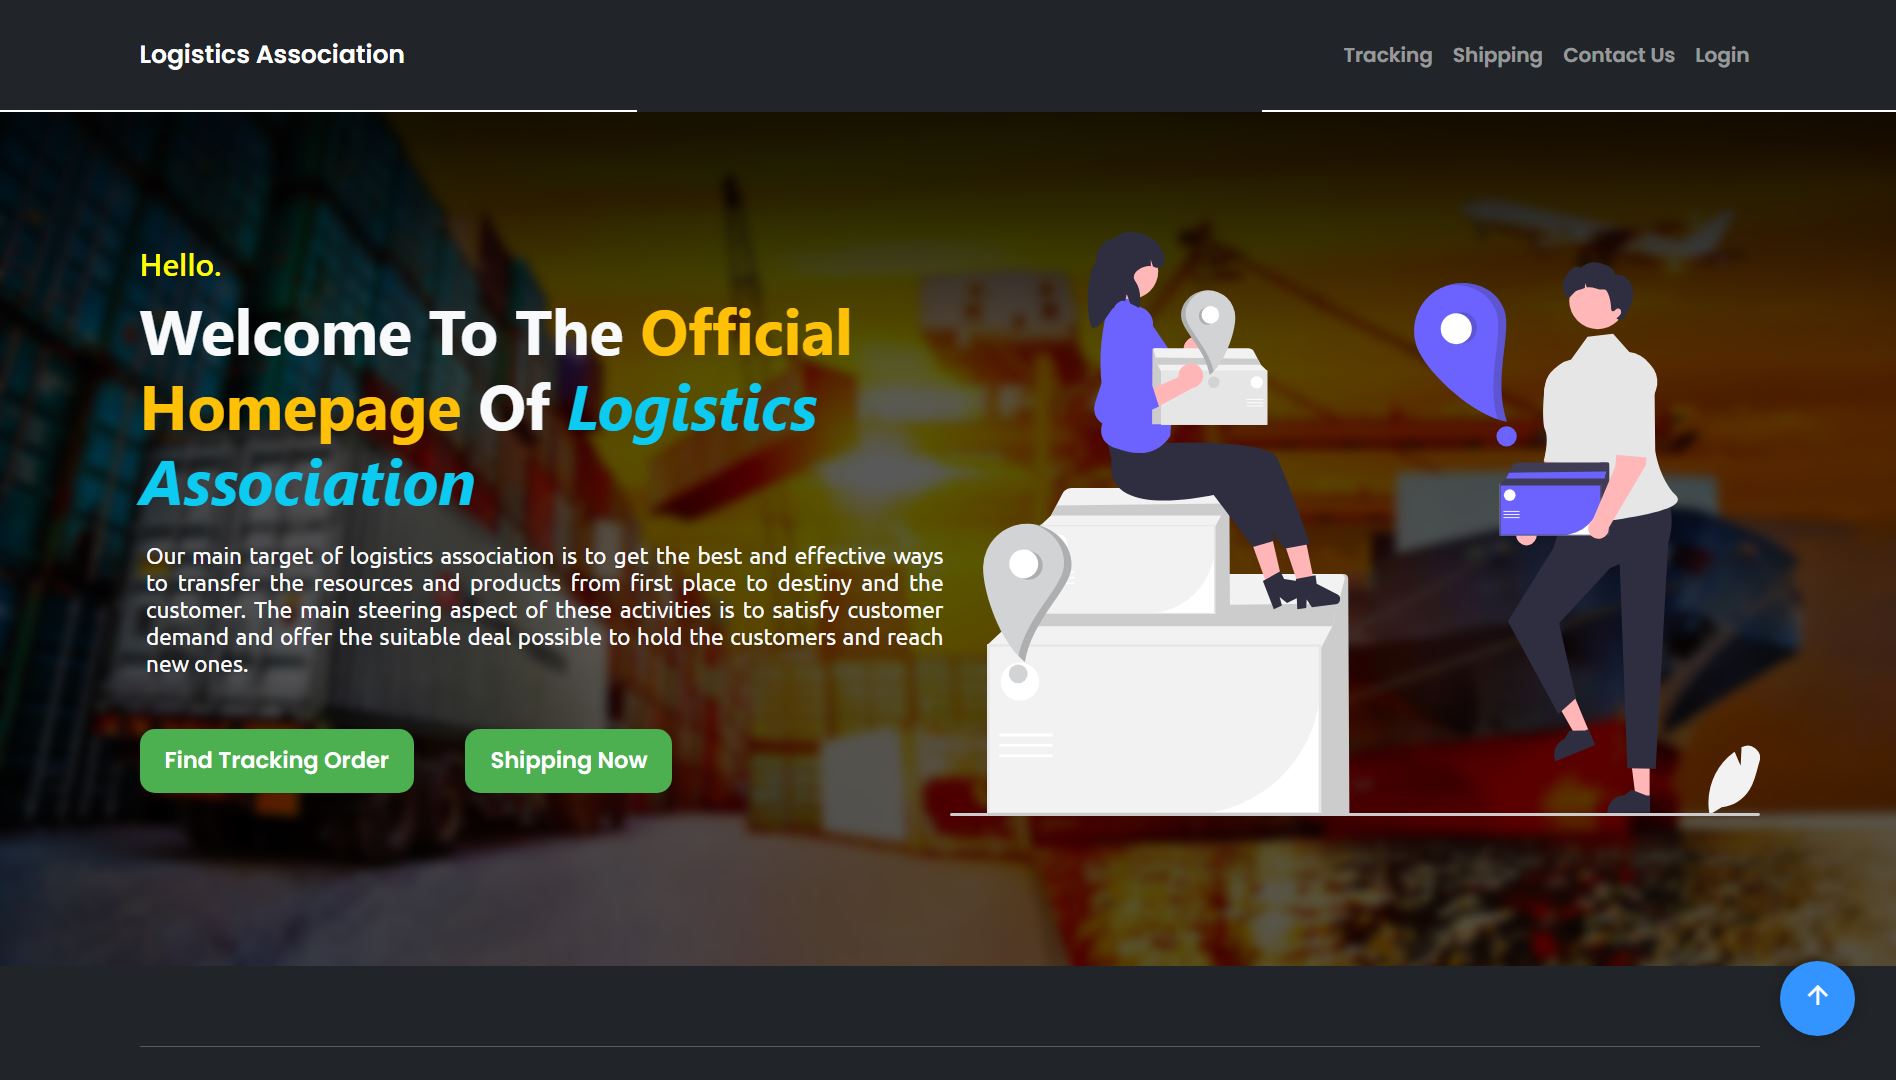 Logistics Association
Tracking Shipping Contact Us Login
Hello.
Welcome To The Official
Homepage Of Logistics
Association
Our main target of logistics association is to get the best and effective ways
to transfer the resources and products from first place to destiny and the
customer. The main steering aspect of these activities is to satisfy customer
demand and offer the suitable deal possible to hold the customers and reach
new ones.
Find Tracking Order
Shipping Now